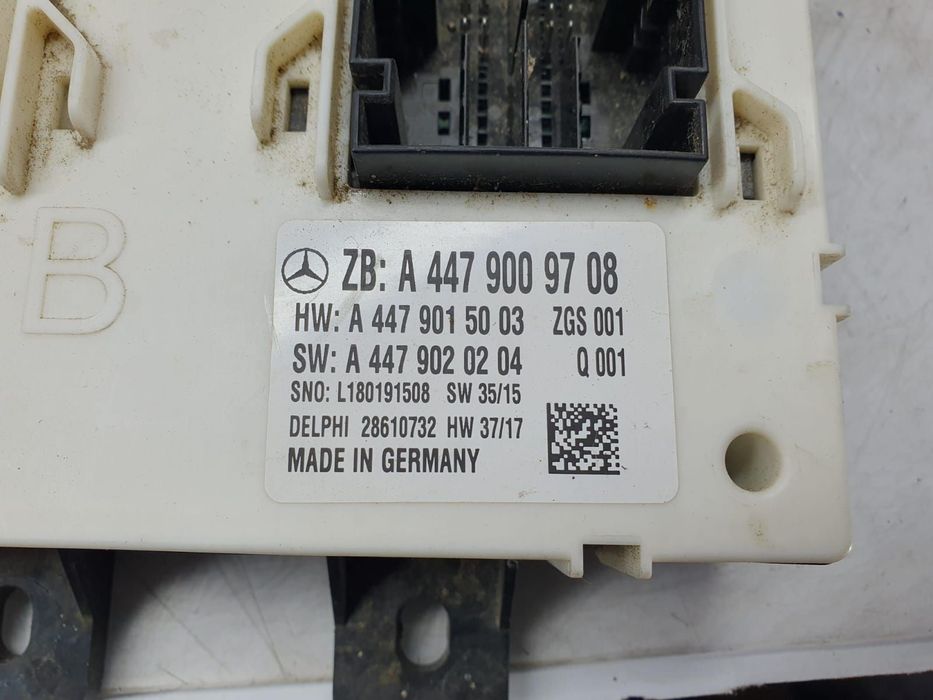 B
ZB: A 447 900 97 08
HW: A 447 901 50 03 ZGS 001
SW: A 447 902 02 04 Q 001
SNO: L180191508 SW 35/15
DELPHI 28610732 HW 37/17
MADE IN GERMANY